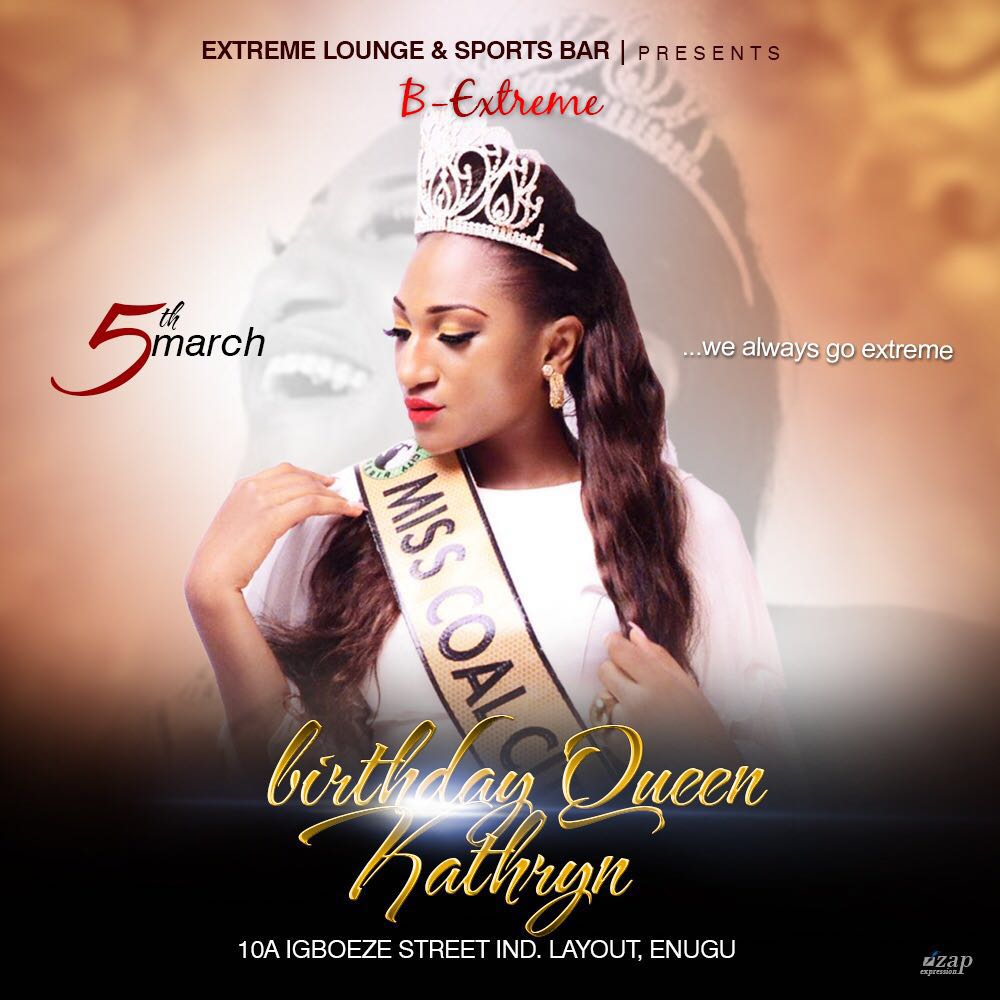 EXTREME LOUNGE & SPORTS BAR | PRESENTS
B-Extreme
5th march
...we always go extreme
MISS COAL CI
birthday Queen
Kathryn
10A IGBOEZE STREET IND. LAYOUT, ENUGU
zap
expression